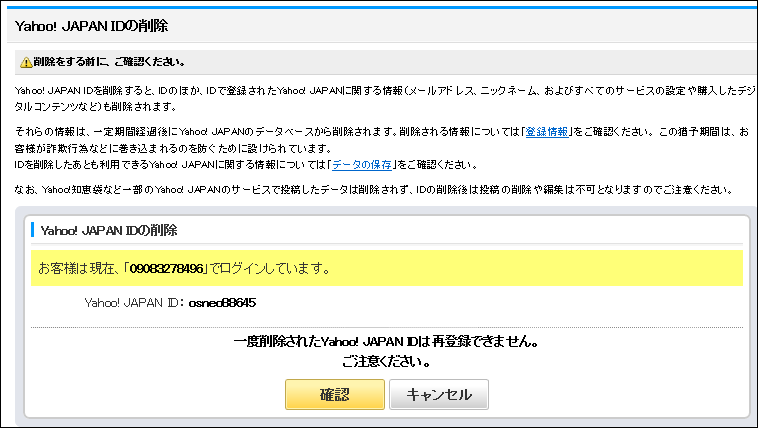 Yahoo! JAPAN IDの削除
削除をする前に、ご確認ください。
Yahoo! JAPAN IDを削除すると、IDのほか、IDで登録されたYahoo! JAPANに関する情報（メールアドレス、ニックネーム、およびすべてのサービスの設定や購入したデジ
タルコンテンツなど）も削除されます。
それらの情報は、一定期間経過後にYahoo! JAPANのデータベースから削除されます。削除される情報については「登録情報」をご確認ください。この猶予期間は、お
客様が詐欺行為などに巻き込まれるのを防ぐために設けられています。
IDを削除したあとも利用できるYahoo! JAPANに関する情報については「データの保存」をご確認ください。
なお、Yahoo!知恵袋など一部のYahoo! JAPANのサービスで投稿したデータは削除されず、IDの削除後は投稿の削除や編集は不可となりますのでご注意ください。
Yahoo! JAPAN IDの削除
お客様は現在、「09083278496」でログインしています。
Yahoo! JAPAN ID： osneo88645
一度削除されたYahoo! JAPAN IDは再登録できません。
ご注意ください。
確認 キャンセル